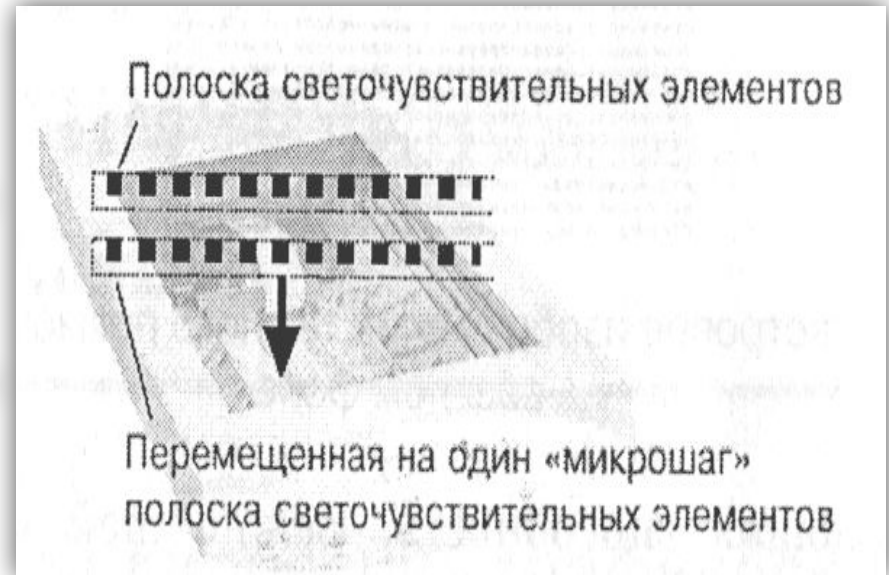 Полоска светочувствительных элементов
Перемещенная на один «микрошаг»
полоска светочувствительных элементов